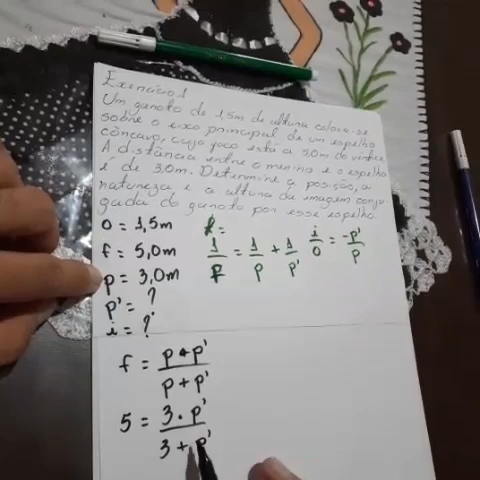 Exercício 1
Um garoto de 1,5m de altura coloca-se
sobre o eixo principal de um espelho
côncavo, cujo foco está a 5,0m do vértice.
A distância entre o menino e o espelho
é de 3,0m. Determine a posição, a
natureza e a altura da imagem conju
gada do garoto por esse espelho.
o = 1,5m
f = 5,0m
p = 3,0m
p' = ?
i = ?
1/f = 1/p + 1/p'
i/o = -p'/p
f = p · p' / p + p'
5 = 3 · p' / 3 + p'